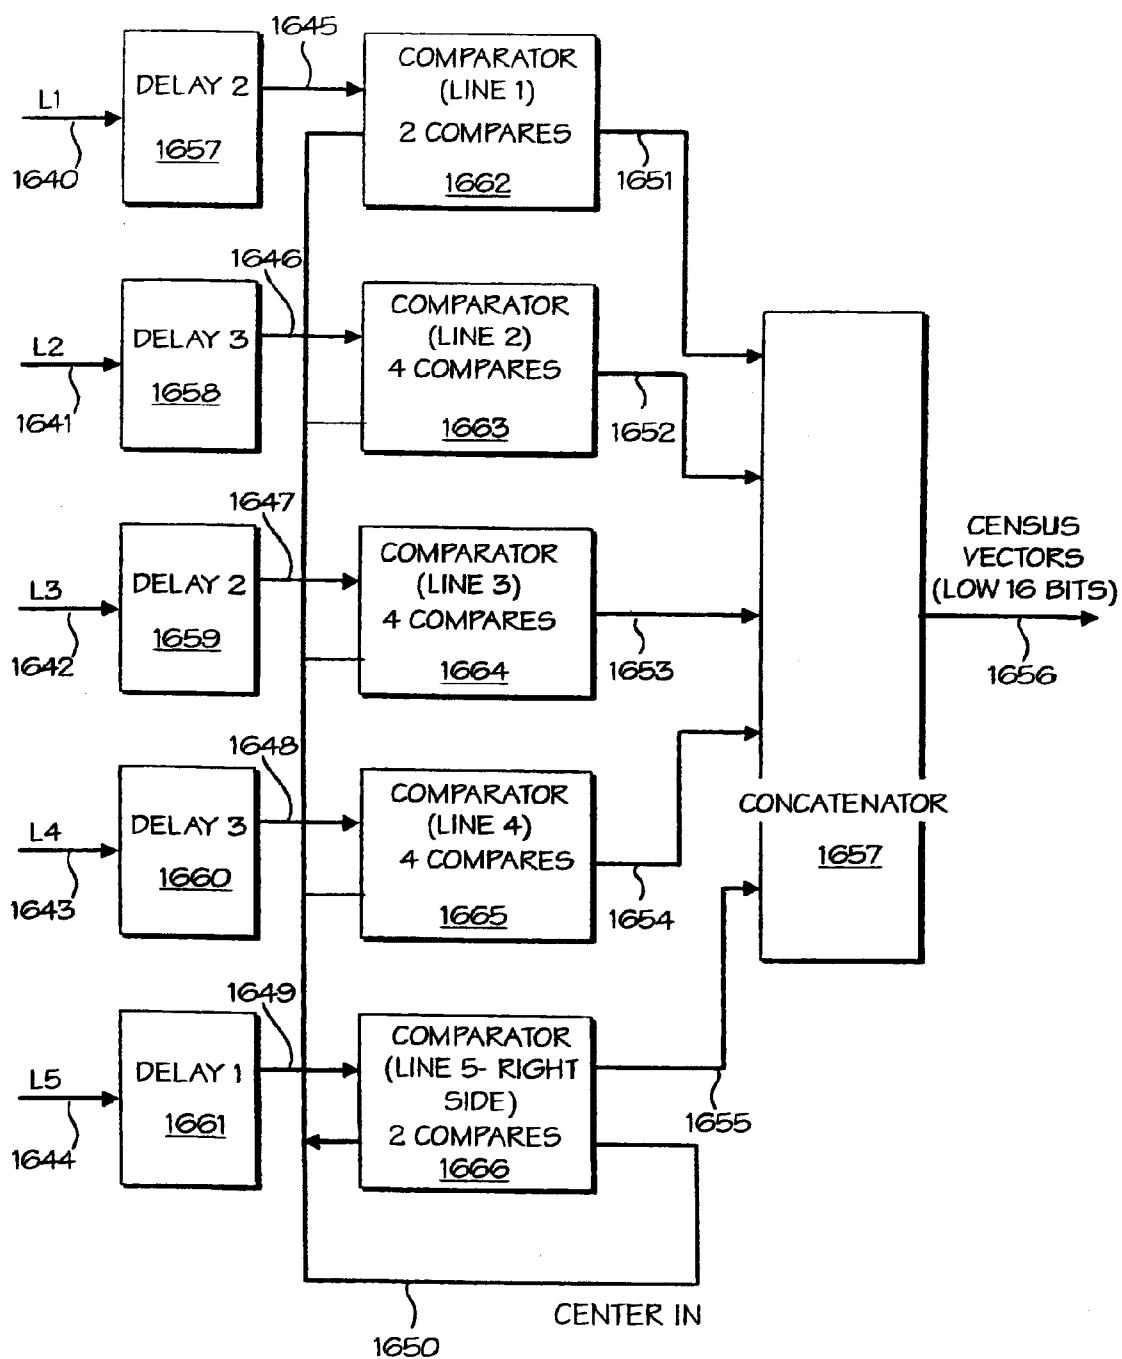 1645
DELAY 2
1657
L1
1640
COMPARATOR
(LINE 1)
2 COMPARES
1662
1651
1646
DELAY 3
1658
L2
1641
COMPARATOR
(LINE 2)
4 COMPARES
1663
1652
1647
DELAY 2
1659
L3
1642
COMPARATOR
(LINE 3)
4 COMPARES
1664
1653
CENSUS
VECTORS
(LOW 16 BITS)
1656
1648
DELAY 3
1660
L4
1643
COMPARATOR
(LINE 4)
4 COMPARES
1665
1654
CONCATENATOR
1657
1649
DELAY 1
1661
L5
1644
COMPARATOR
(LINE 5- RIGHT
SIDE)
2 COMPARES
1666
1655
CENTER IN
1650